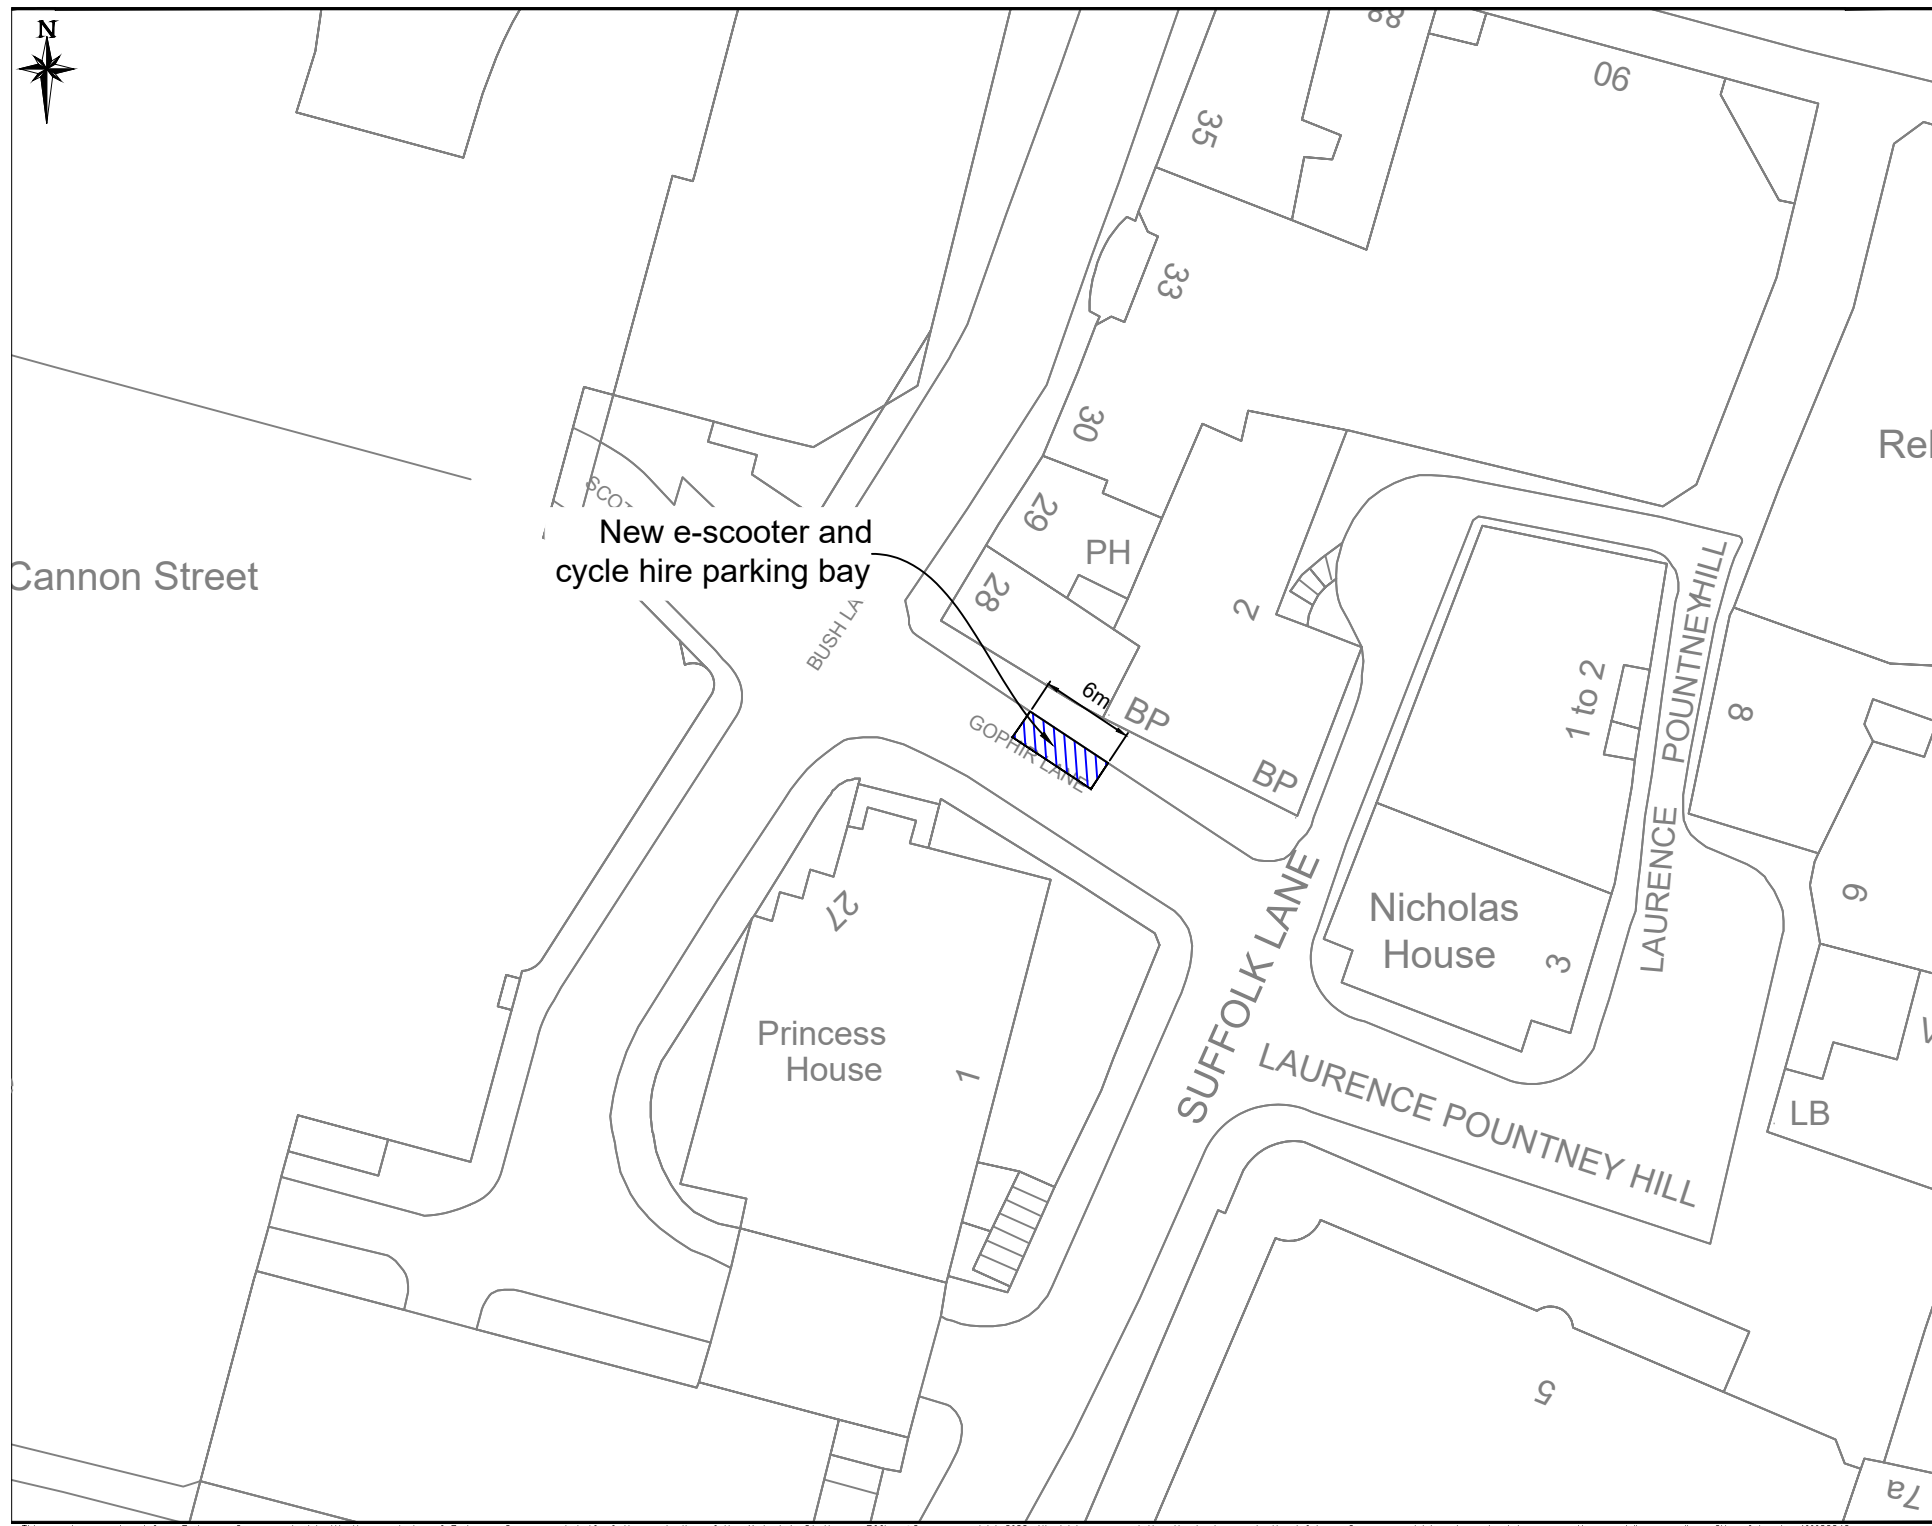 N
88
90
35
33
30
Rel
SCOT
29
New e-scooter and
cycle hire parking bay
PH
Cannon Street
28
2
BUSH LA
LAURENCE POUNTNEY HILL
1 to 2
6m
BP
8
GOPHIR LANE
BP
27
9
Nicholas
House
3
SUFFOLK LANE
Princess
House
1
LAURENCE POUNTNEY HILL
LB
5
7a